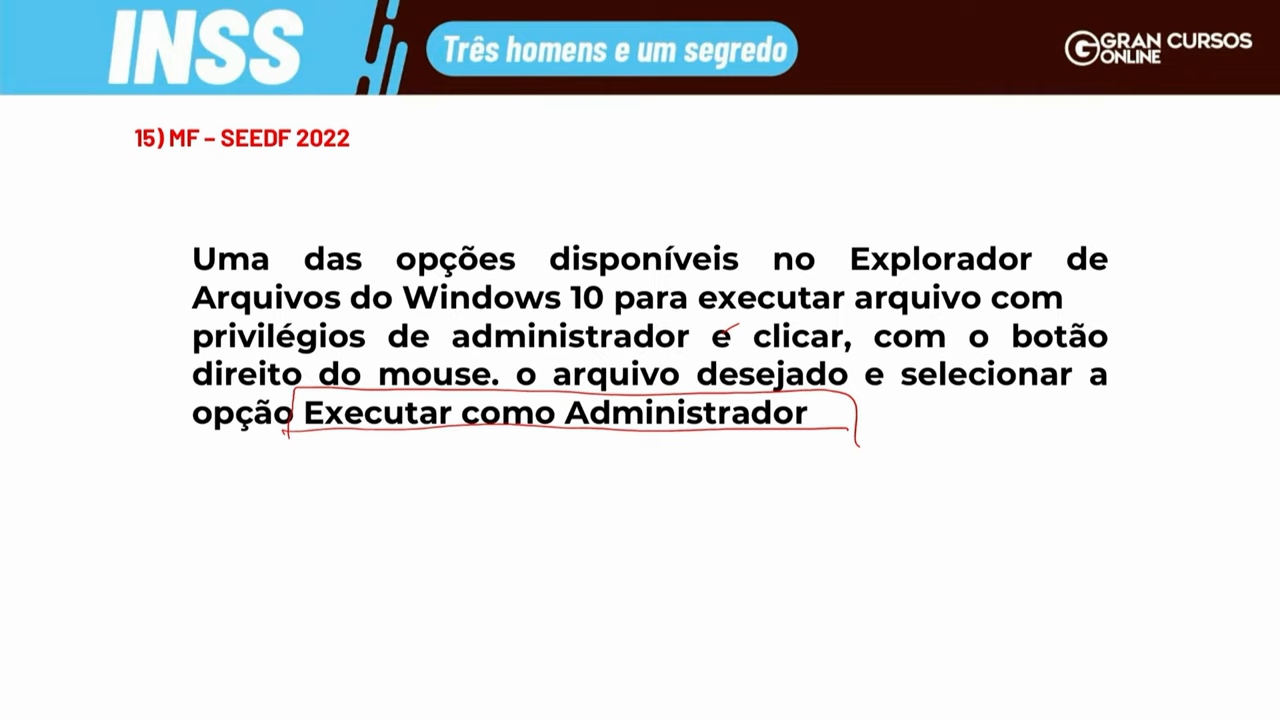 INSS
Três homens e um segredo
GRAN CURSOS
ONLINE
15) MF – SEEDF 2022
Uma das opções disponíveis no Explorador de
Arquivos do Windows 10 para executar arquivo com
privilégios de administrador e clicar, com o botão
direito do mouse. o arquivo desejado e selecionar a
opção Executar como Administrador